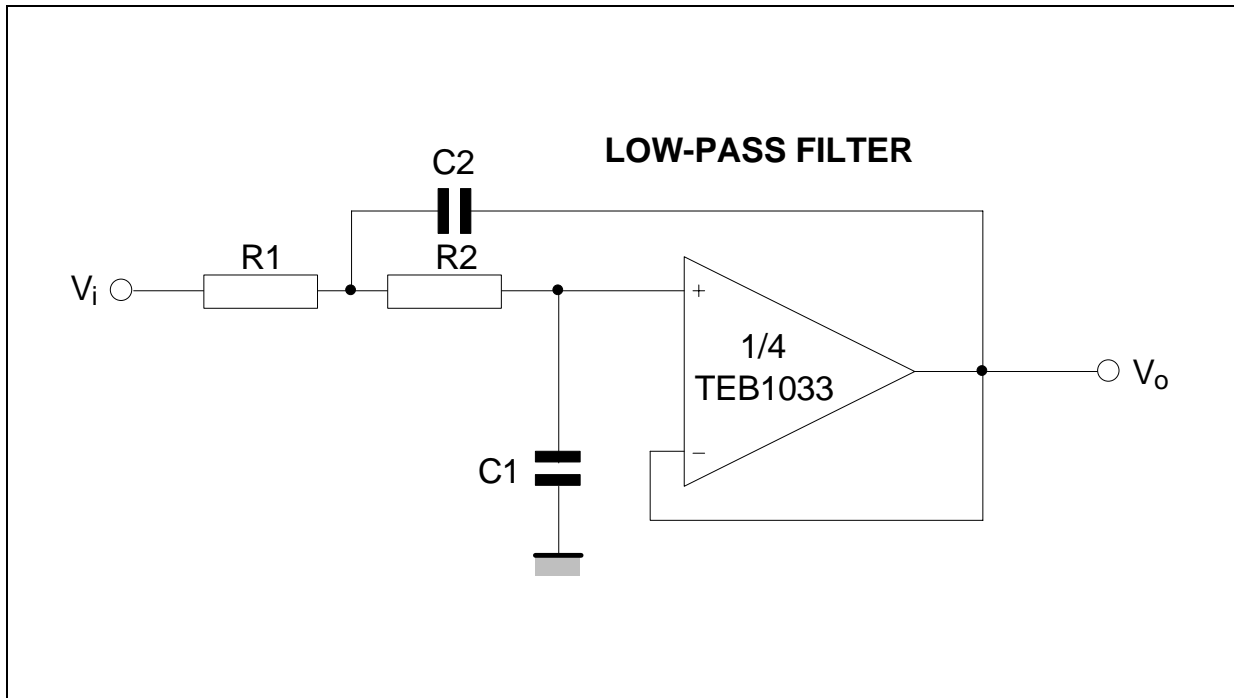 LOW-PASS FILTER
C2
R1
R2
Vi
+
1/4
TEB1033
Vo
−
C1